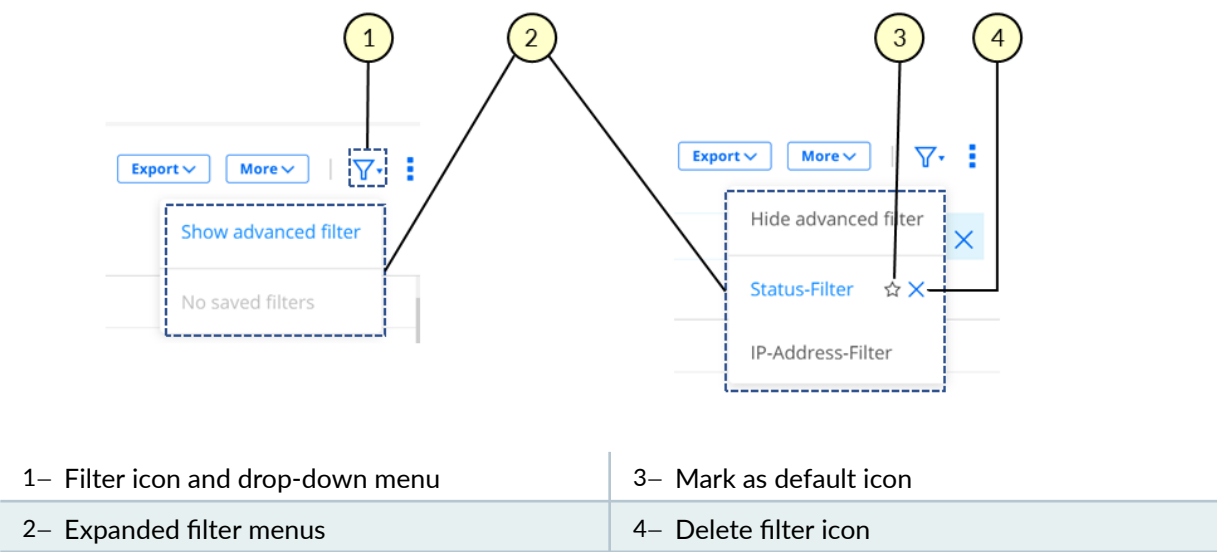 1
2
3
4
Export
More
Show advanced filter
No saved filters
Export
More
Hide advanced filter
Status-Filter
IP-Address-Filter
1– Filter icon and drop-down menu
3– Mark as default icon
2– Expanded filter menus
4– Delete filter icon